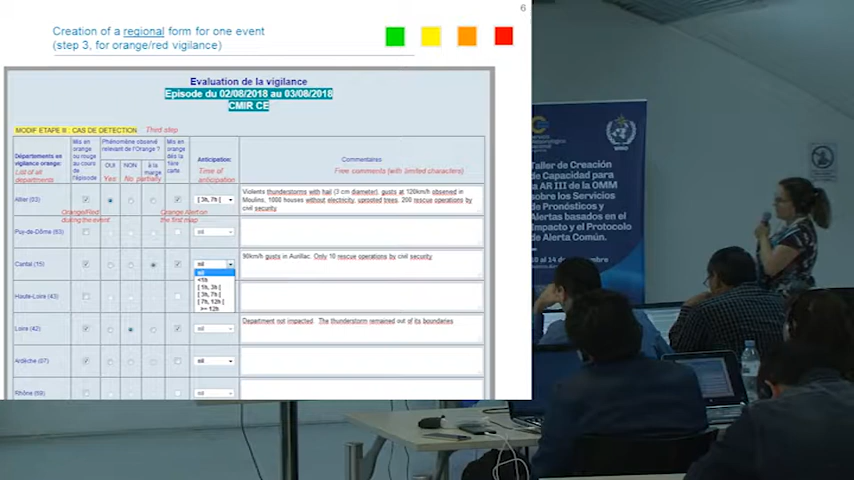 6
Creation of a regional form for one event
(step 3, for orange/red vigilance)
Evaluation de la vigilance
Episode du 02/08/2018 au 03/08/2018
CMIR CE
MODIF ETAPE II : CAS DE DETECTION
Third step
Départements en vigilance orange:
List of all departments
Mis en orange ou rouge au cours de l'épisode
Phénomène observé relevant de l'Orange ?
OUI
NON
à la marge
Yes
No
partially
Mis en orange dès la 1ère carte
Anticipation:
Time of anticipation
Commentaires
Free comments (with limited characters)
Allier (03)
[ 3h, 7h [
Violents thunderstorms with hail (3 cm diameter), gusts at 120km/h observed in
Moulins, 1000 houses without electricity, uprooted trees. 200 rescue operations by
civil security
Orange/Red during the event
Orange Alert on the first map
Puy-de-Dôme (63)
nil
Cantal (15)
nil
90km/h gusts in Aurillac. Only 10 rescue operations by civil security
nil
<1h
[ 1h, 3h [
[ 3h, 7h [
[ 7h, 12h [
>= 12h
Haute-Loire (43)
Loire (42)
nil
Department not impacted. The thunderstorm remained out of its boundaries
Ardèche (07)
nil
Rhône (69)
nil
WMO
Taller de Creación
de Capacidad para
la AR III de la OMM
sobre los Servicios
de Pronósticos y
Alertas basados en el
Impacto y el Protocolo
de Alerta Común.